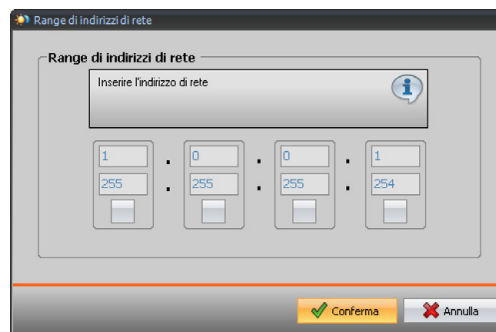 Range di indirizzi di rete
Range di indirizzi di rete
Inserire l'indirizzo di rete
1 . 0 . 0 . 1
255 . 255 . 255 . 254
Conferma
Annulla